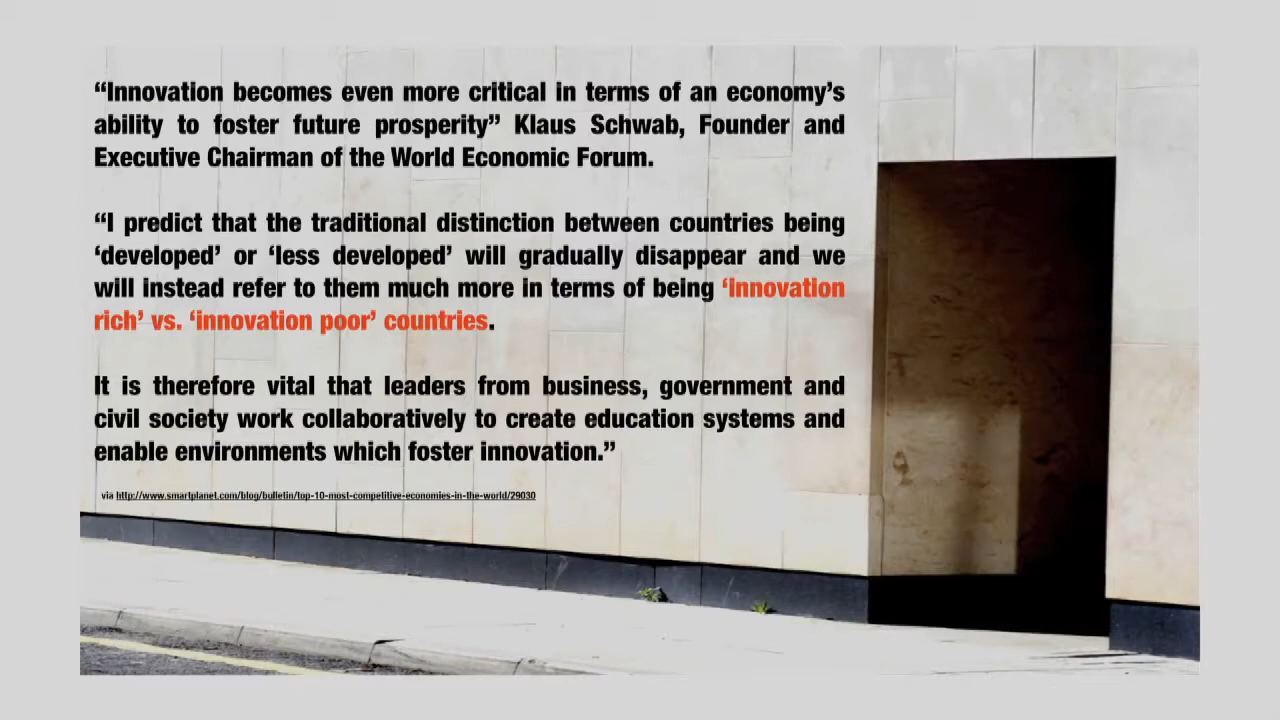 “Innovation becomes even more critical in terms of an economy’s
ability to foster future prosperity” Klaus Schwab, Founder and
Executive Chairman of the World Economic Forum.
“I predict that the traditional distinction between countries being
‘developed’ or ‘less developed’ will gradually disappear and we
will instead refer to them much more in terms of being ‘Innovation
rich’ vs. ‘innovation poor’ countries.
It is therefore vital that leaders from business, government and
civil society work collaboratively to create education systems and
enable environments which foster innovation.”
via http://www.smartplanet.com/blog/bulletin/top-10-most-competitive-economies-in-the-world/29030